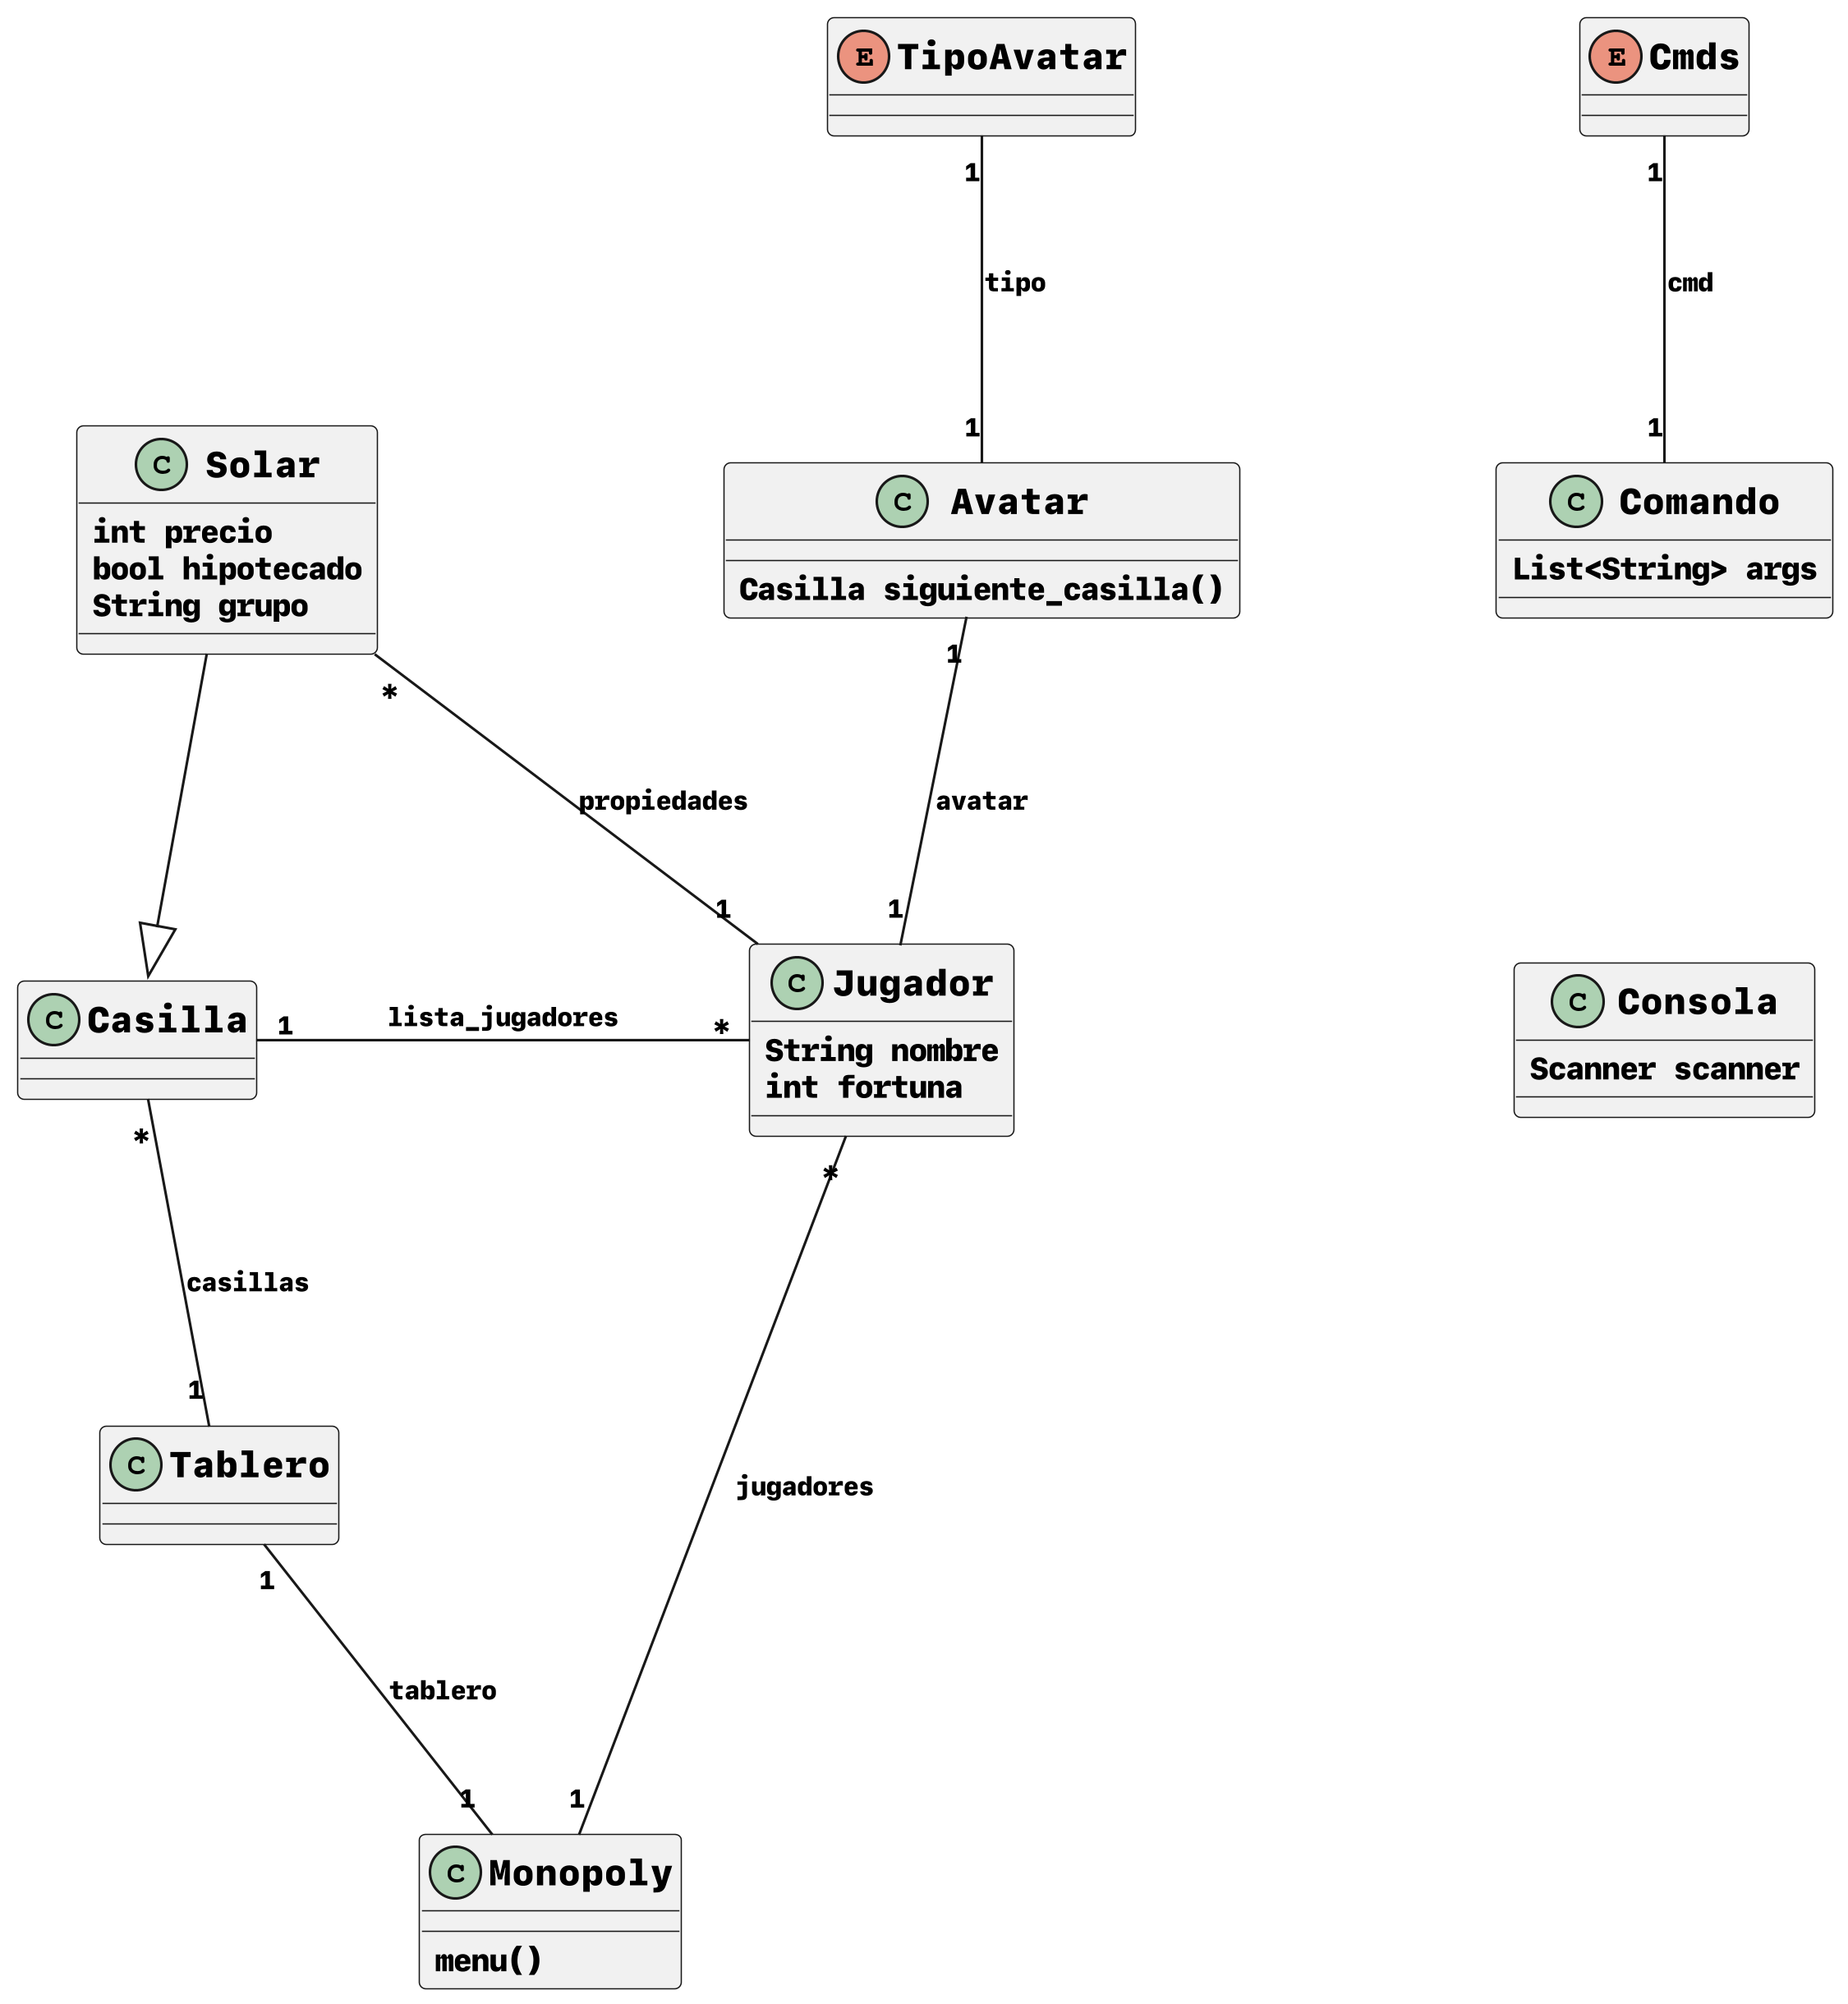 E TipoAvatar
E Cmds
1
1
tipo
cmd
1
1
C Solar
int precio
bool hipotecado
String grupo
C Avatar
Casilla siguiente_casilla()
C Comando
List<String> args
*
1
propiedades
avatar
1
1
C Casilla
1
lista_jugadores
*
C Jugador
String nombre
int fortuna
C Consola
Scanner scanner
*
*
casillas
1
C Tablero
jugadores
1
tablero
1
1
C Monopoly
menu()